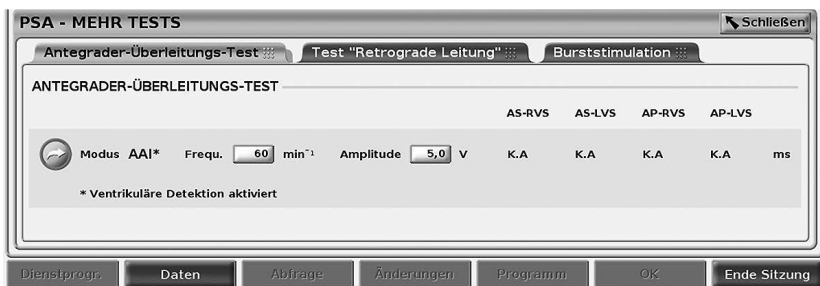 PSA - MEHR TESTS
Schließen
Antegrader-Überleitungs-Test
Test "Retrograde Leitung"
Burststimulation
ANTEGRADER-ÜBERLEITUNGS-TEST
AS-RVS AS-LVS AP-RVS AP-LVS
Modus AAI* Frequ. 60 min⁻¹ Amplitude 5,0 V K.A K.A K.A K.A ms
* Ventrikuläre Detektion aktiviert
Dienstprogr. Daten Abfrage Änderungen Programm OK Ende Sitzung